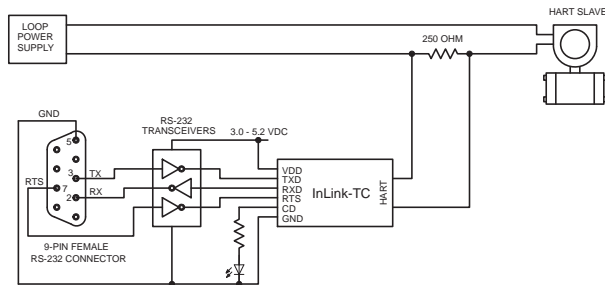 LOOP
POWER
SUPPLY
HART SLAVE
250 OHM
GND
RS-232
TRANSCEIVERS
3.0 - 5.2 VDC
5
3
TX
RTS
7
2
RX
VDD
TXD
RXD
RTS
CD
GND
InLink-TC
HART
9-PIN FEMALE
RS-232 CONNECTOR